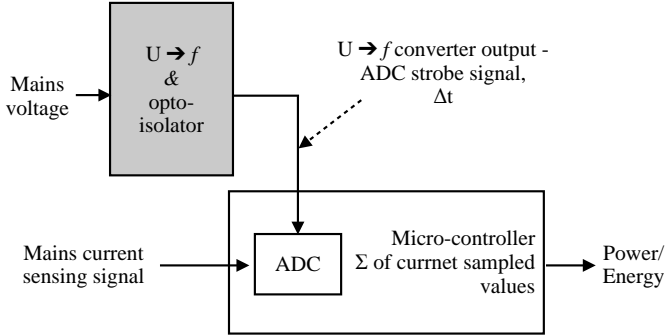 U ➔ f
&
opto-
isolator
Mains
voltage
U ➔ f converter output -
ADC strobe signal,
Δt
Mains current
sensing signal
ADC
Micro-controller
Σ of currnet sampled
values
Power/
Energy